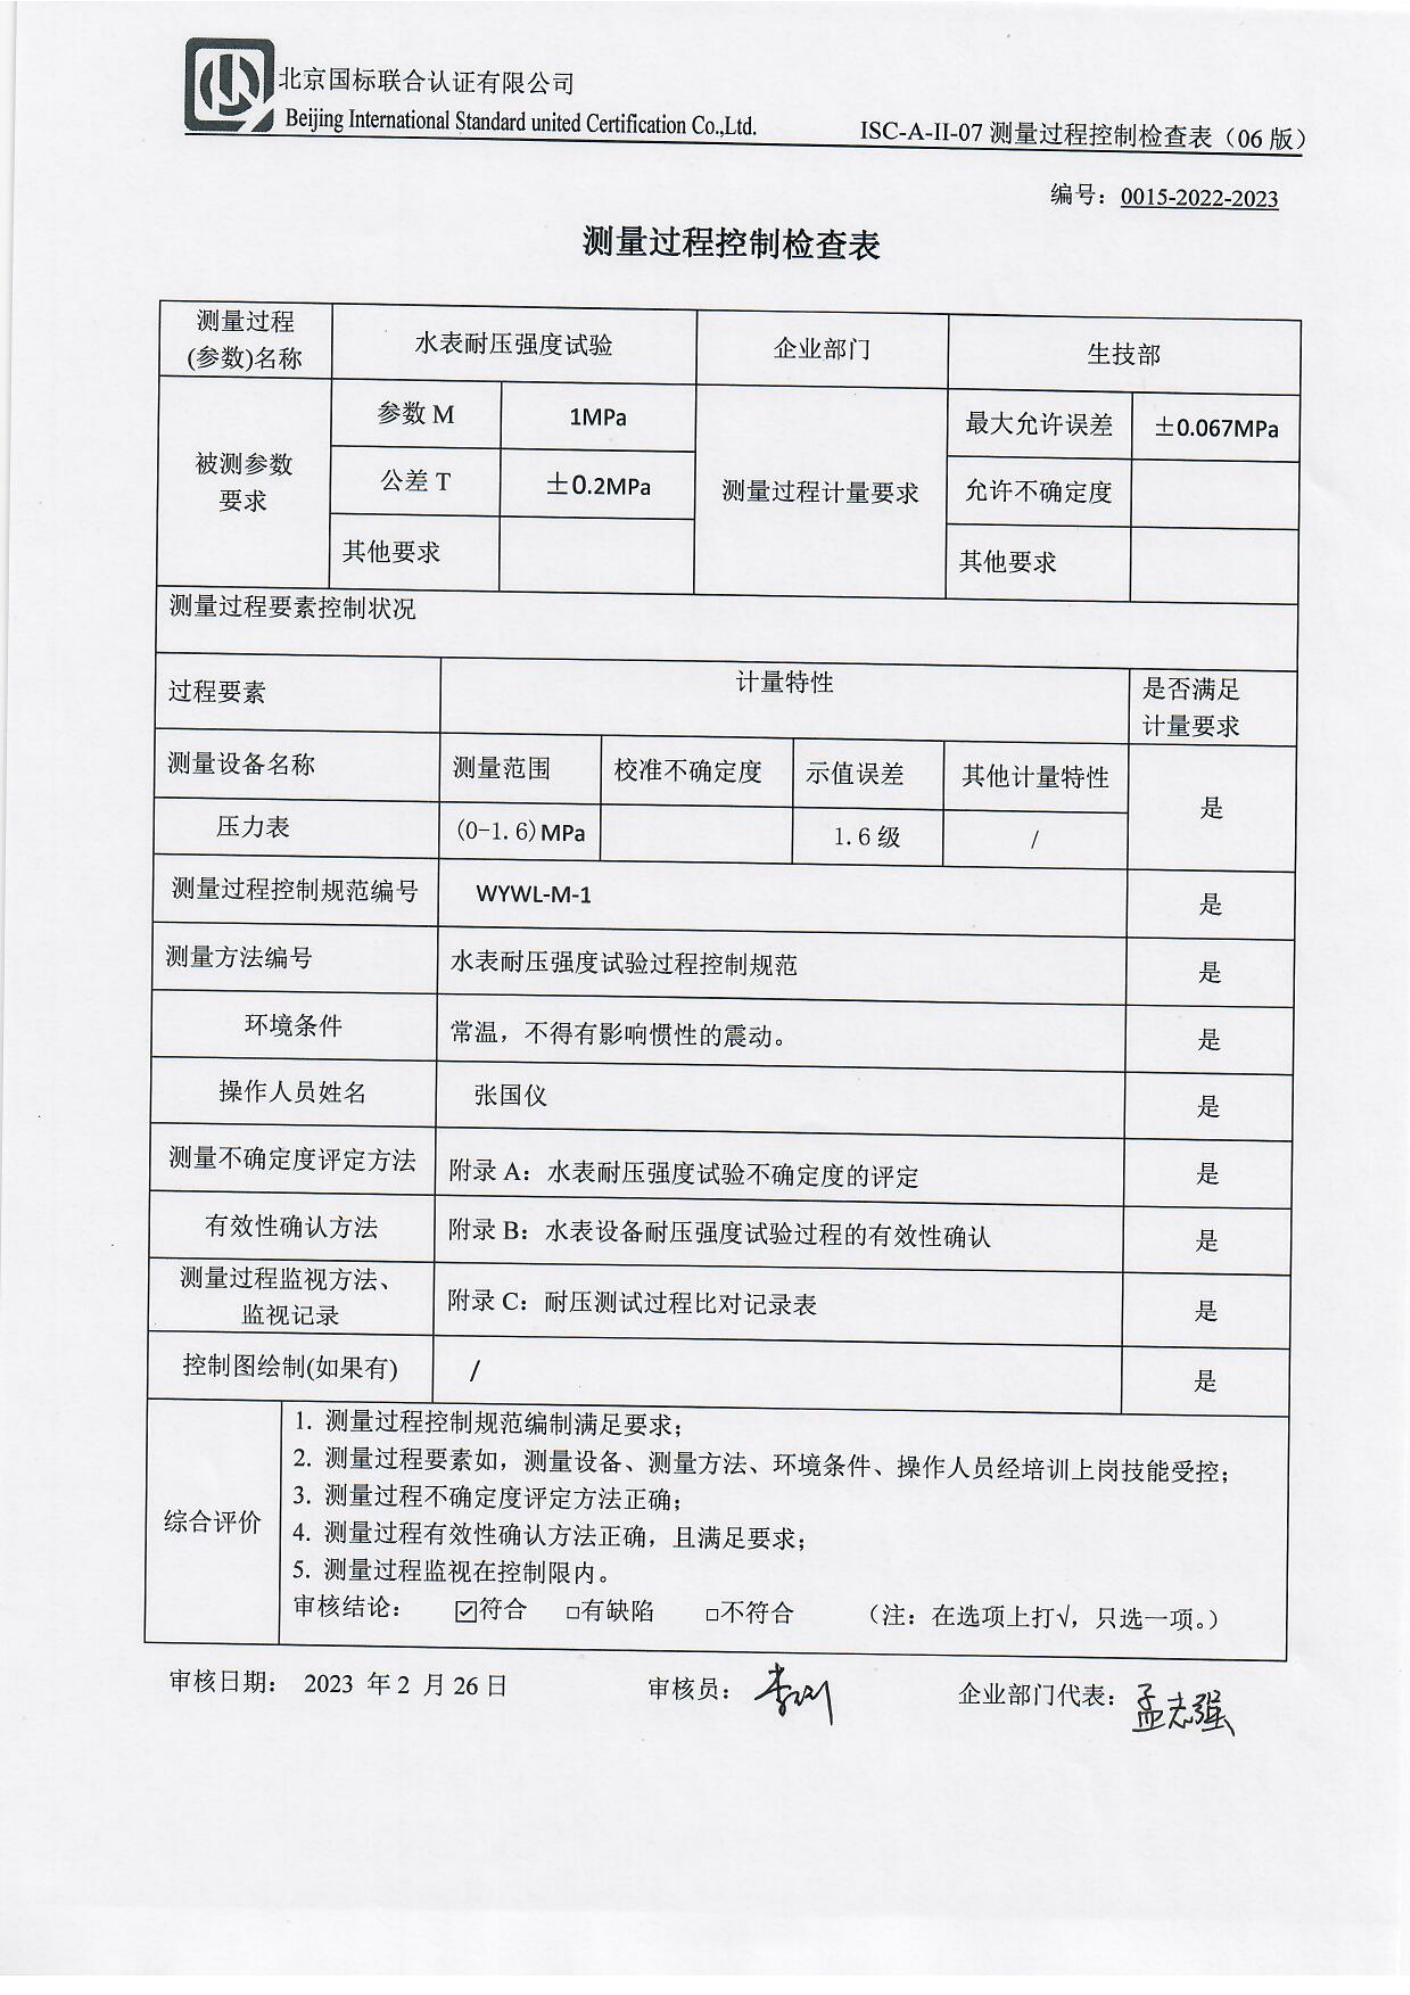 北京国标联合认证有限公司
Beijing International Standard united Certification Co.,Ltd.
ISC-A-II-07 测量过程控制检查表（06 版）
编号：0015-2022-2023
测量过程控制检查表
测量过程
(参数)名称
水表耐压强度试验
企业部门
生技部
被测参数
要求
参数 M
1MPa
测量过程计量要求
最大允许误差
±0.067MPa
公差 T
±0.2MPa
允许不确定度
其他要求
其他要求
测量过程要素控制状况
过程要素
计量特性
是否满足
计量要求
测量设备名称
测量范围
校准不确定度
示值误差
其他计量特性
是
压力表
(0-1.6)MPa
1.6 级
/
测量过程控制规范编号
WYWL-M-1
是
测量方法编号
水表耐压强度试验过程控制规范
是
环境条件
常温，不得有影响惯性的震动。
是
操作人员姓名
张国仪
是
测量不确定度评定方法
附录 A：水表耐压强度试验不确定度的评定
是
有效性确认方法
附录 B：水表设备耐压强度试验过程的有效性确认
是
测量过程监视方法、
监视记录
附录 C：耐压测试过程比对记录表
是
控制图绘制(如果有)
/
是
综合评价
1. 测量过程控制规范编制满足要求；
2. 测量过程要素如，测量设备、测量方法、环境条件、操作人员经培训上岗技能受控；
3. 测量过程不确定度评定方法正确；
4. 测量过程有效性确认方法正确，且满足要求；
5. 测量过程监视在控制限内。
审核结论： ☑符合 □有缺陷 □不符合 （注：在选项上打√，只选一项。）
审核日期： 2023 年 2 月 26 日
审核员：
企业部门代表：孟志强